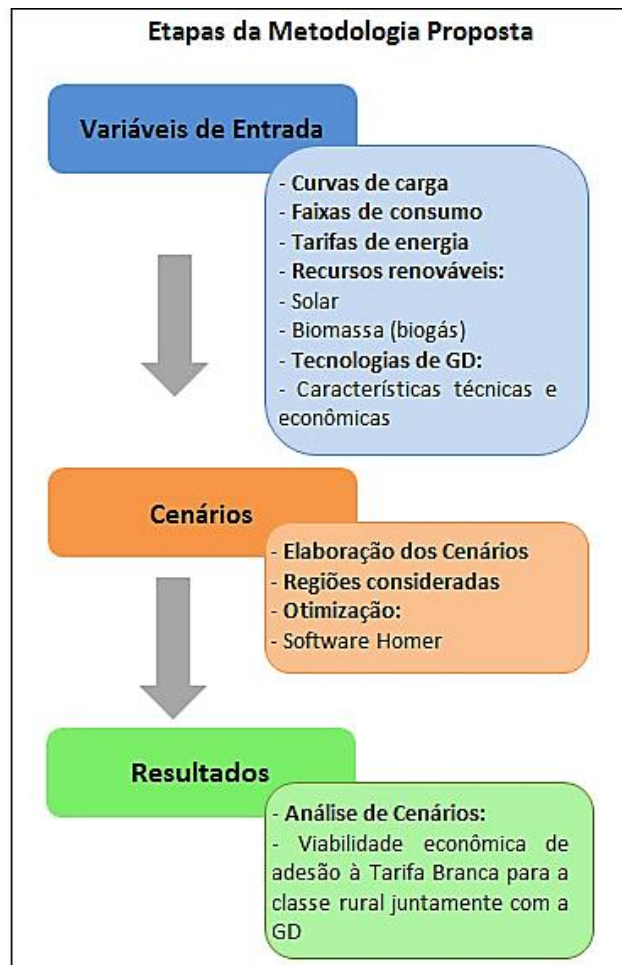 Etapas da Metodologia Proposta
Variáveis de Entrada
- Curvas de carga
- Faixas de consumo
- Tarifas de energia
- Recursos renováveis:
- Solar
- Biomassa (biogás)
- Tecnologias de GD:
- Características técnicas e
econômicas
Cenários
- Elaboração dos Cenários
- Regiões consideradas
- Otimização:
- Software Homer
Resultados
- Análise de Cenários:
- Viabilidade econômica de
adesão à Tarifa Branca para a
classe rural juntamente com a
GD